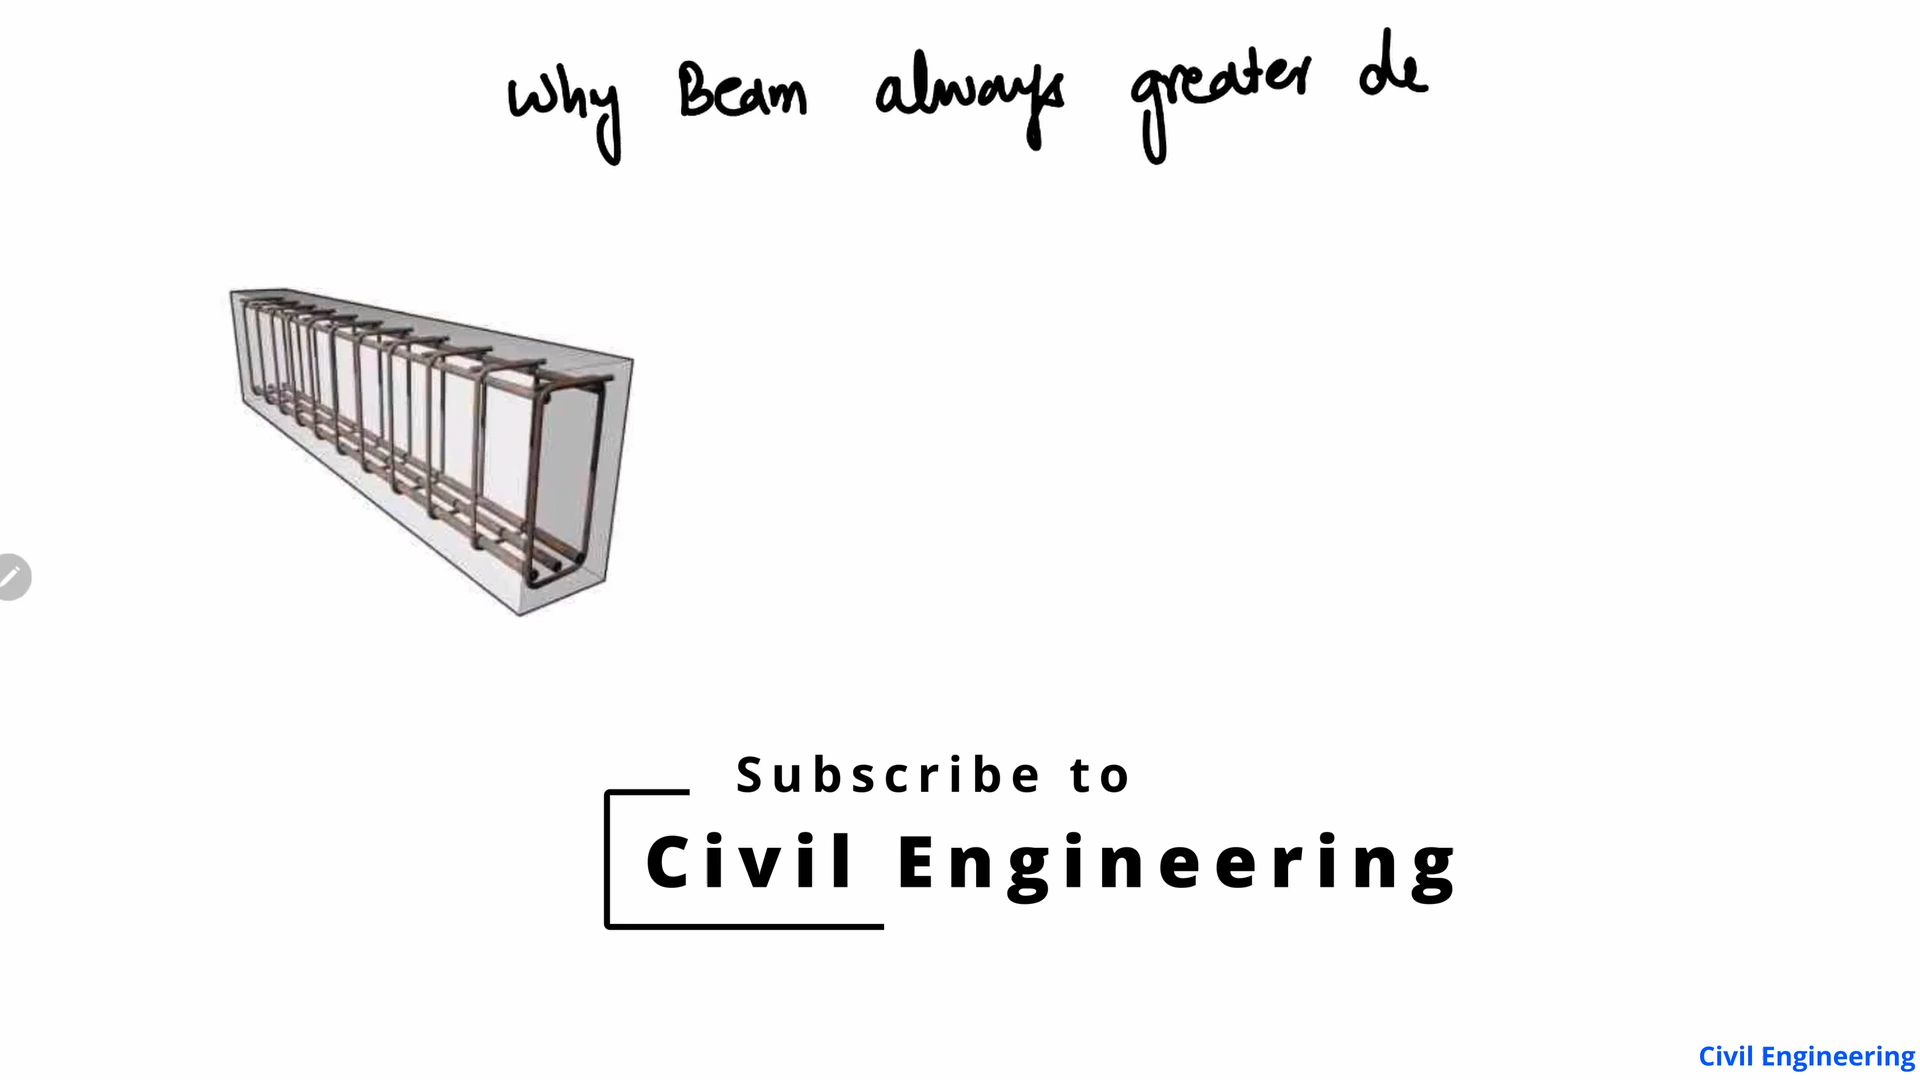 Why Beam always greater de
Subscribe to
Civil Engineering
Civil Engineering